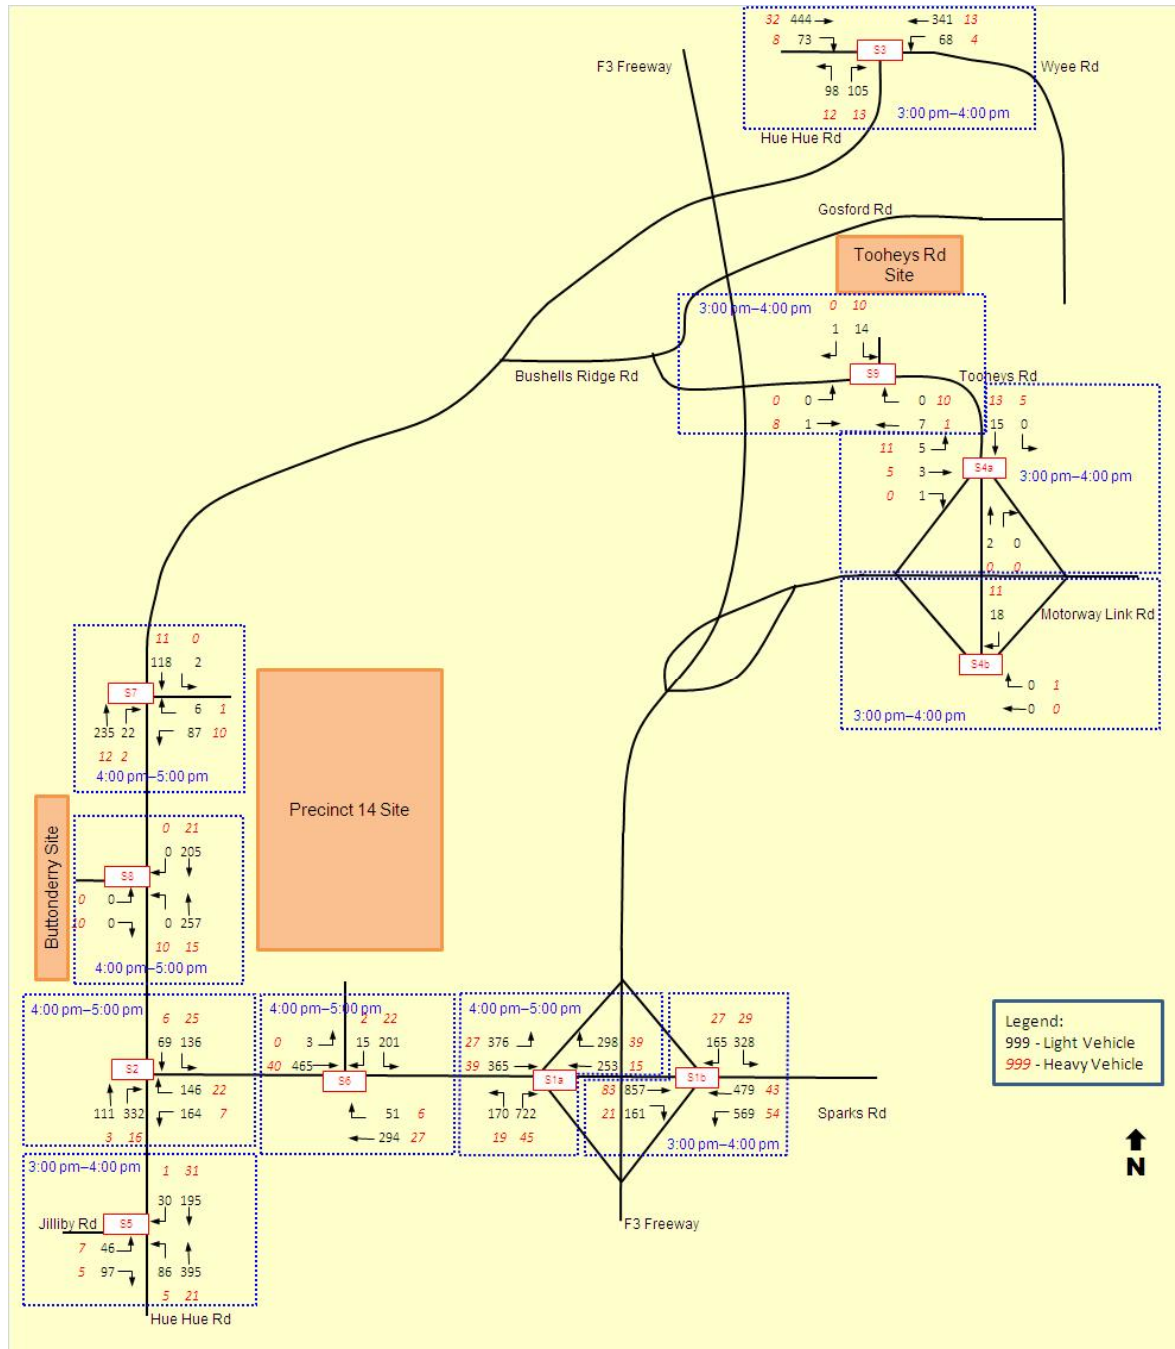 32 444 341 13
8 73 S3 68 4
F3 Freeway
Wyee Rd
98 105
12 13 3:00 pm–4:00 pm
Hue Hue Rd
Gosford Rd
Tooheys Rd
Site
3:00 pm–4:00 pm 0 10
1 14
Bushells Ridge Rd
S9
Tooheys Rd
0 0 0 10
8 1 7 1
13 5
15 0
11 5
5 3 S4a
0 1
3:00 pm–4:00 pm
2 0
0 0
11
18
Motorway Link Rd
S4b
0 1
0 0
3:00 pm–4:00 pm
11 0
118 2
S7
6 1
235 22 87 10
12 2
4:00 pm–5:00 pm
Precinct 14 Site
Buttonderry Site
0 21
0 205
S8
0 0
10 0 0 257
10 15
4:00 pm–5:00 pm
4:00 pm–5:00 pm
6 25
69 136
S2
146 22
111 332 164 7
3 16
4:00 pm–5:00 pm
2 22
0 3 15 201
40 465
S6
51 6
294 27
4:00 pm–5:00 pm
27 376 298 39
39 365 253 15
S1a
170 722
19 45
27 29
165 328
S1b
83 857 479 43
21 161 569 54
3:00 pm–4:00 pm
Sparks Rd
Legend:
999 - Light Vehicle
999 - Heavy Vehicle
N
3:00 pm–4:00 pm
1 31
30 195
Jilliby Rd S5
7 46
5 97 86 395
5 21
Hue Hue Rd
F3 Freeway